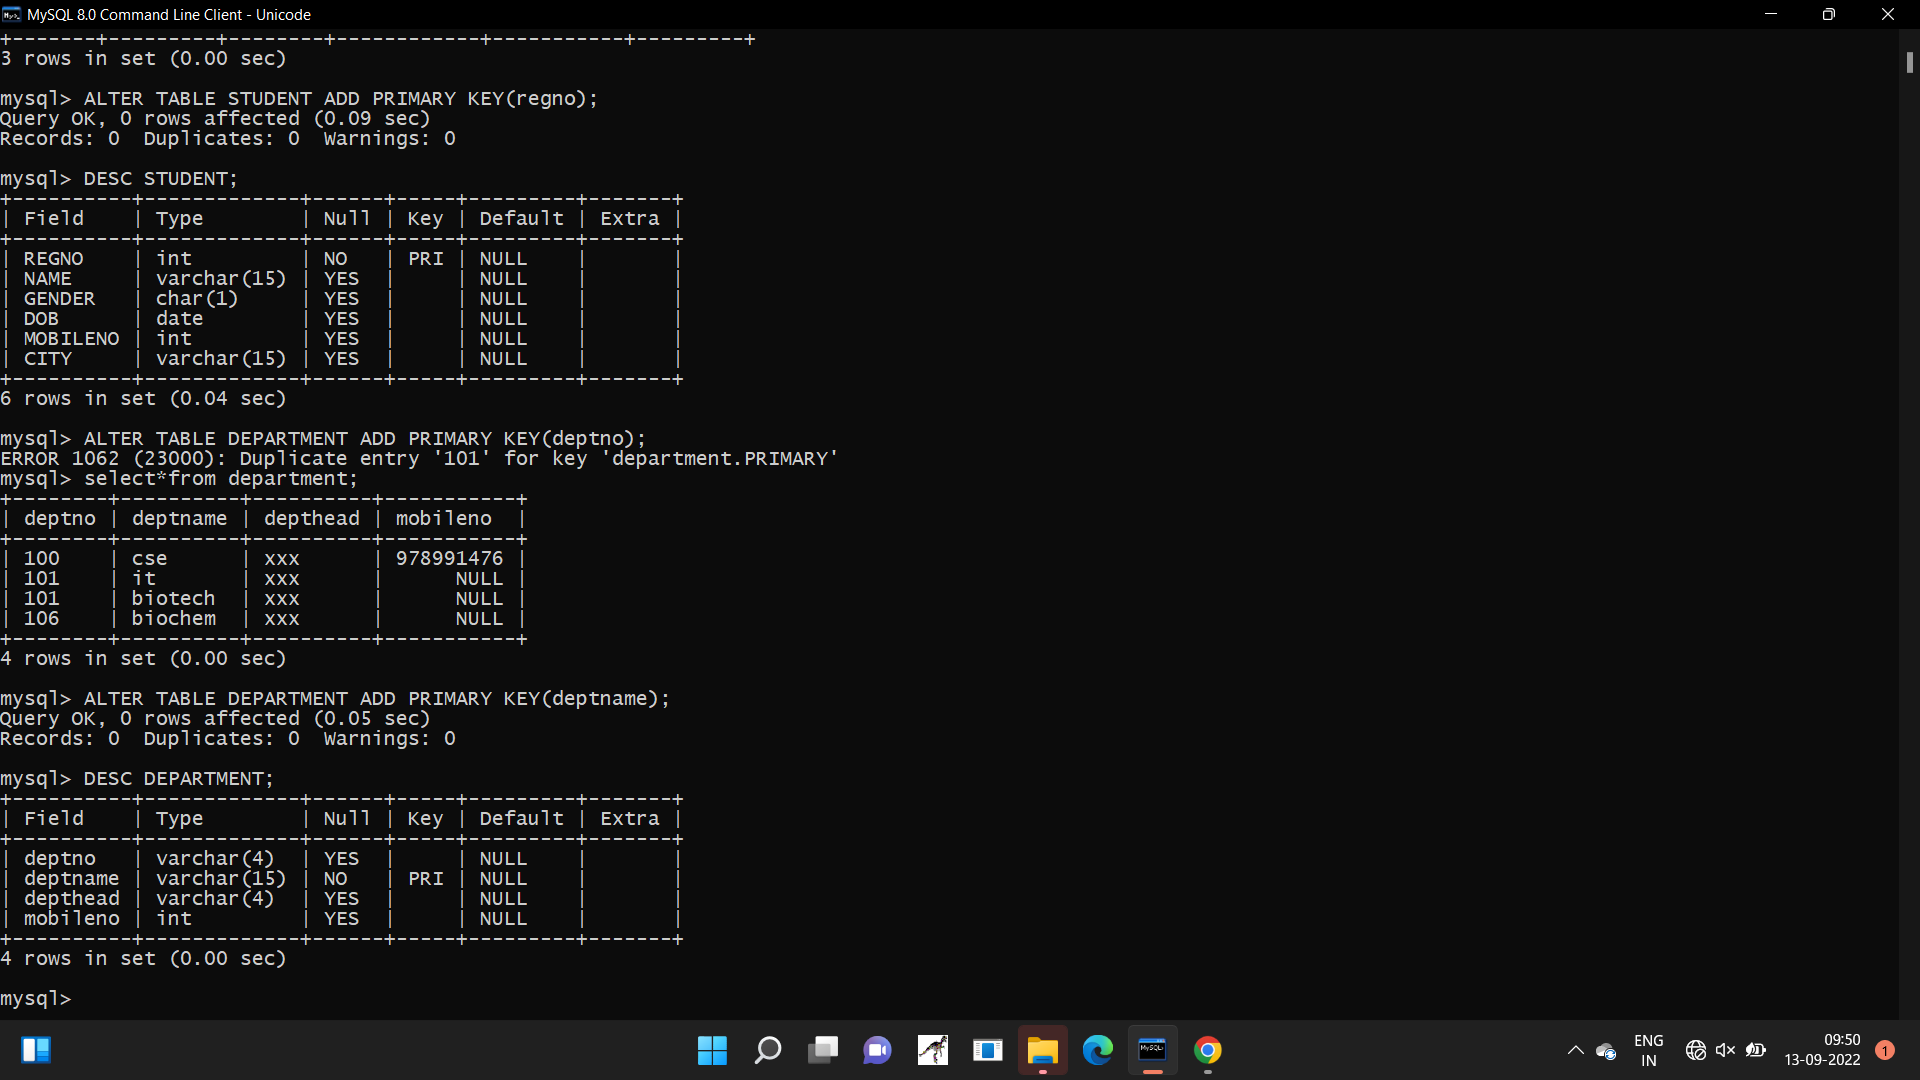 MySQL 8.0 Command Line Client - Unicode
+-------+---------+--------+------------+-----------+---------+
3 rows in set (0.00 sec)
mysql> ALTER TABLE STUDENT ADD PRIMARY KEY(regno);
Query OK, 0 rows affected (0.09 sec)
Records: 0  Duplicates: 0  Warnings: 0
mysql> DESC STUDENT;
+----------+-------------+------+-----+---------+-------+
| Field    | Type        | Null | Key | Default | Extra |
+----------+-------------+------+-----+---------+-------+
| REGNO    | int         | NO   | PRI | NULL    |       |
| NAME     | varchar(15) | YES  |     | NULL    |       |
| GENDER   | char(1)     | YES  |     | NULL    |       |
| DOB      | date        | YES  |     | NULL    |       |
| MOBILENO | int         | YES  |     | NULL    |       |
| CITY     | varchar(15) | YES  |     | NULL    |       |
+----------+-------------+------+-----+---------+-------+
6 rows in set (0.04 sec)
mysql> ALTER TABLE DEPARTMENT ADD PRIMARY KEY(deptno);
ERROR 1062 (23000): Duplicate entry '101' for key 'department.PRIMARY'
mysql> select*from department;
+--------+----------+----------+-----------+
| deptno | deptname | depthead | mobileno  |
+--------+----------+----------+-----------+
| 100    | cse      | xxx      | 978991476 |
| 101    | it       | xxx      |      NULL |
| 101    | biotech  | xxx      |      NULL |
| 106    | biochem  | xxx      |      NULL |
+--------+----------+----------+-----------+
4 rows in set (0.00 sec)
mysql> ALTER TABLE DEPARTMENT ADD PRIMARY KEY(deptname);
Query OK, 0 rows affected (0.05 sec)
Records: 0  Duplicates: 0  Warnings: 0
mysql> DESC DEPARTMENT;
+----------+-------------+------+-----+---------+-------+
| Field    | Type        | Null | Key | Default | Extra |
+----------+-------------+------+-----+---------+-------+
| deptno   | varchar(4)  | YES  |     | NULL    |       |
| deptname | varchar(15) | NO   | PRI | NULL    |       |
| depthead | varchar(4)  | YES  |     | NULL    |       |
| mobileno | int         | YES  |     | NULL    |       |
+----------+-------------+------+-----+---------+-------+
4 rows in set (0.00 sec)
mysql>
MySQL
ENG
IN
09:50
13-09-2022
1